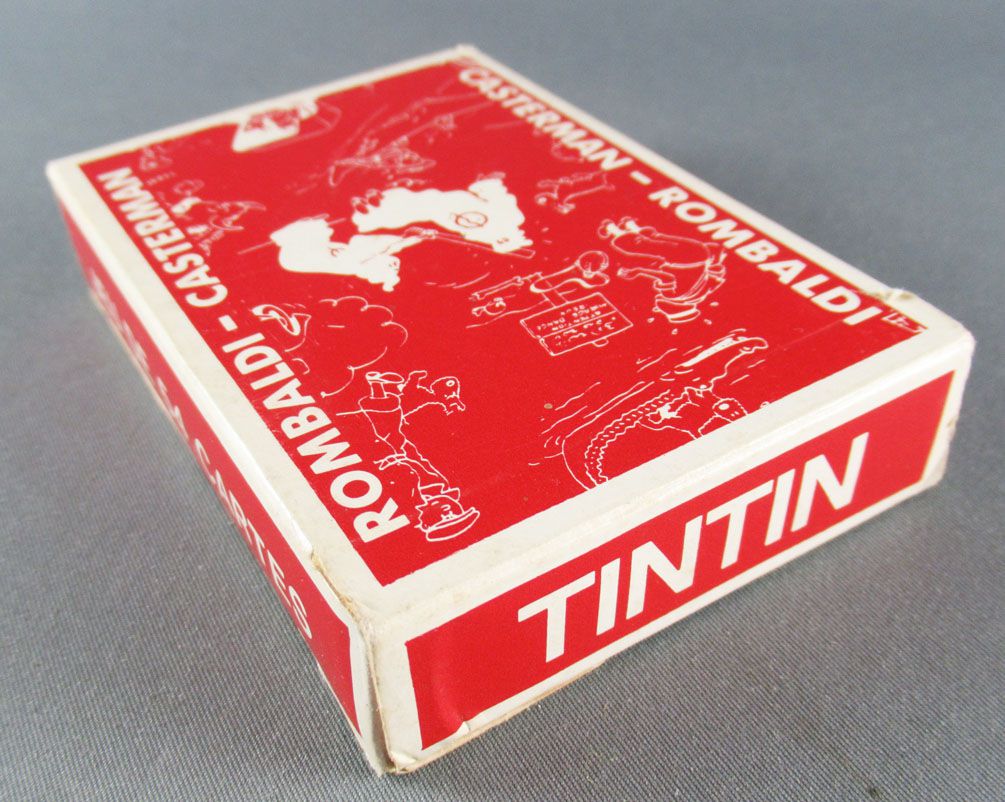 CASTERMAN - ROMBALDI
ROMBALDI - CASTERMAN
TINTIN
CARTES